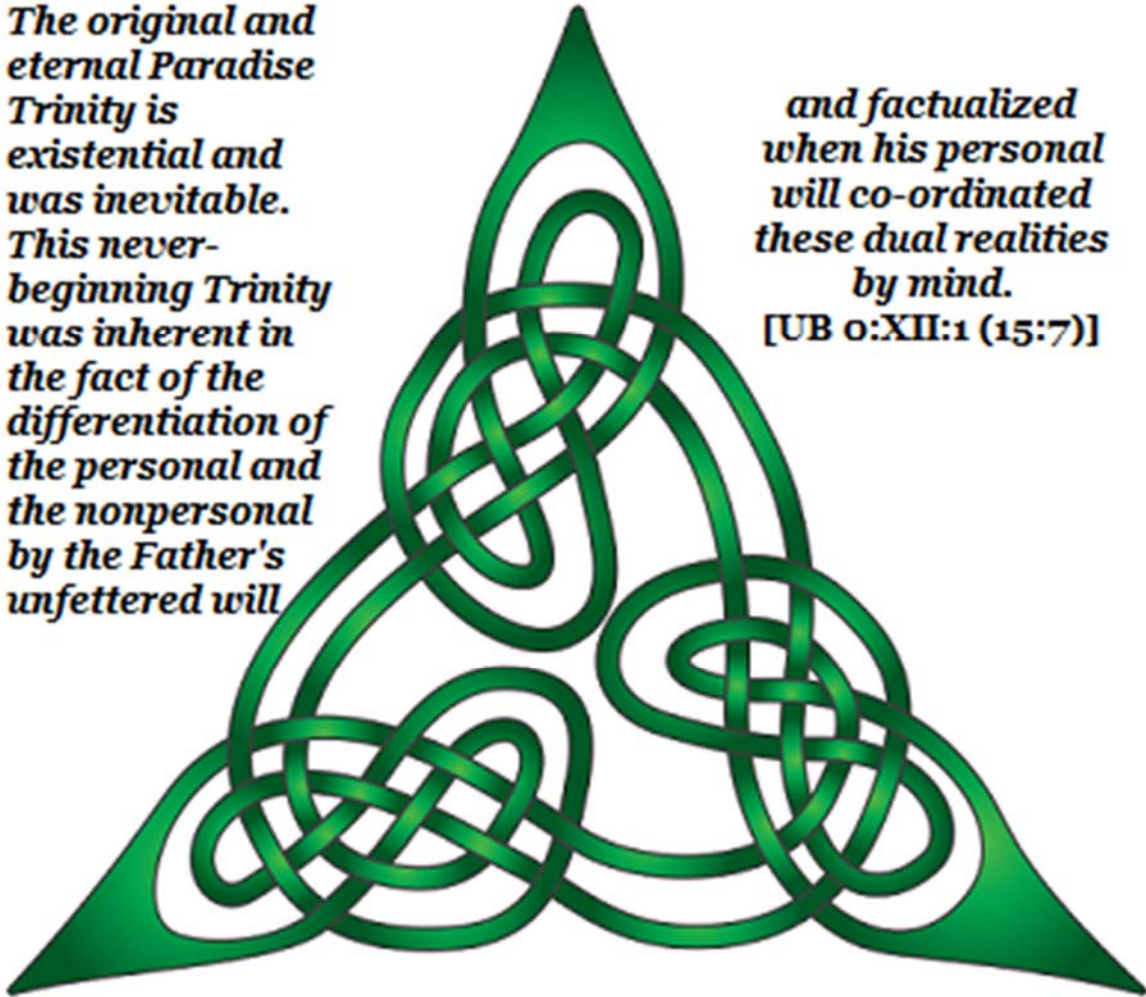 The original and
eternal Paradise
Trinity is
existential and
was inevitable.
This never-
beginning Trinity
was inherent in
the fact of the
differentiation of
the personal and
the nonpersonal
by the Father's
unfettered will
and factualized
when his personal
will co-ordinated
these dual realities
by mind.
[UB 0:XII:1 (15:7)]